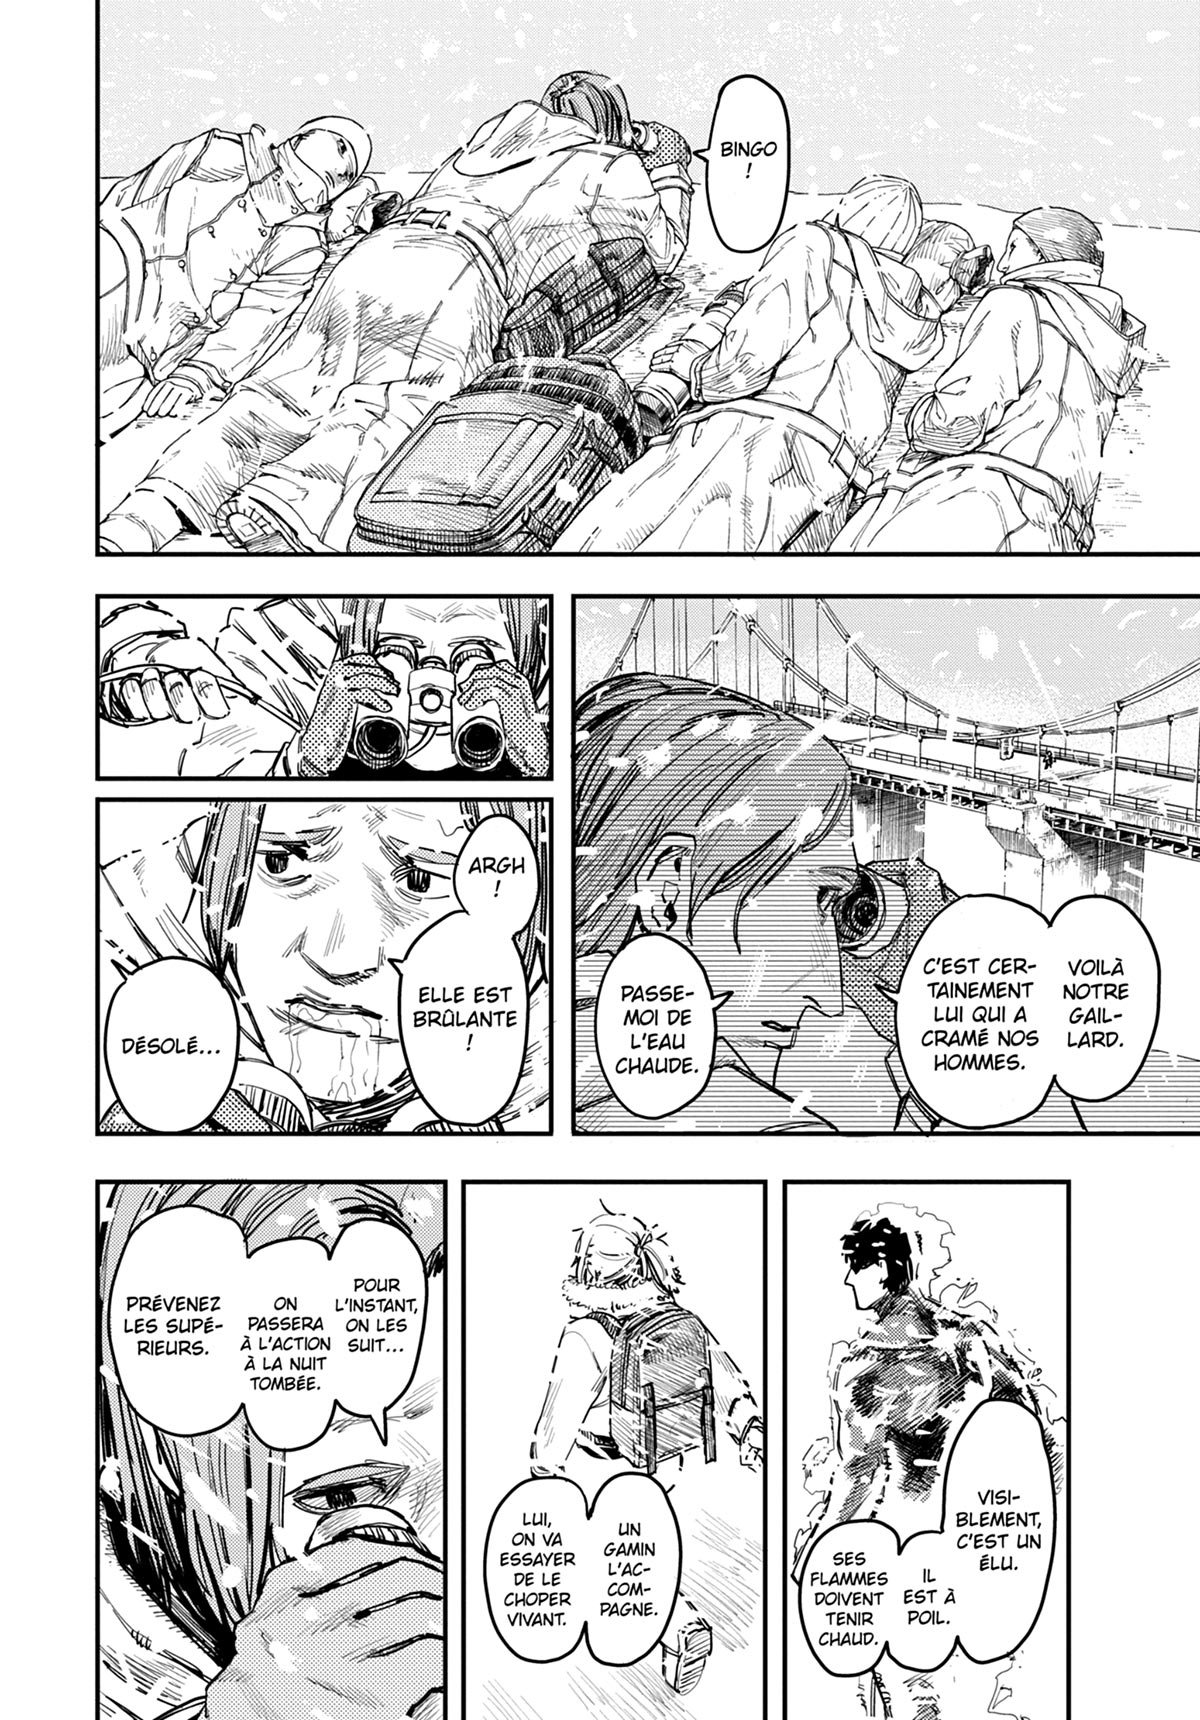 BINGO
!
VOILÀ
NOTRE
GAIL-
LARD.
C'EST CER-
TAINEMENT
LUI QUI A
CRAMÉ NOS
HOMMES.
PASSE-
MOI DE
L'EAU
CHAUDE.
ARGH
!
ELLE EST
BRÛLANTE
!
DÉSOLÉ...
VISI-
BLEMENT,
C'EST UN
ÉLU.
IL
EST À
POIL.
SES
FLAMMES
DOIVENT
TENIR
CHAUD.
UN
GAMIN
L'AC-
COM-
PAGNE.
LUI,
ON VA
ESSAYER
DE LE
CHOPER
VIVANT.
POUR
L'INSTANT,
ON LES
SUIT...
ON
PASSERA
À L'ACTION
À LA NUIT
TOMBÉE.
PRÉVENEZ
LES SUPÉ-
RIEURS.